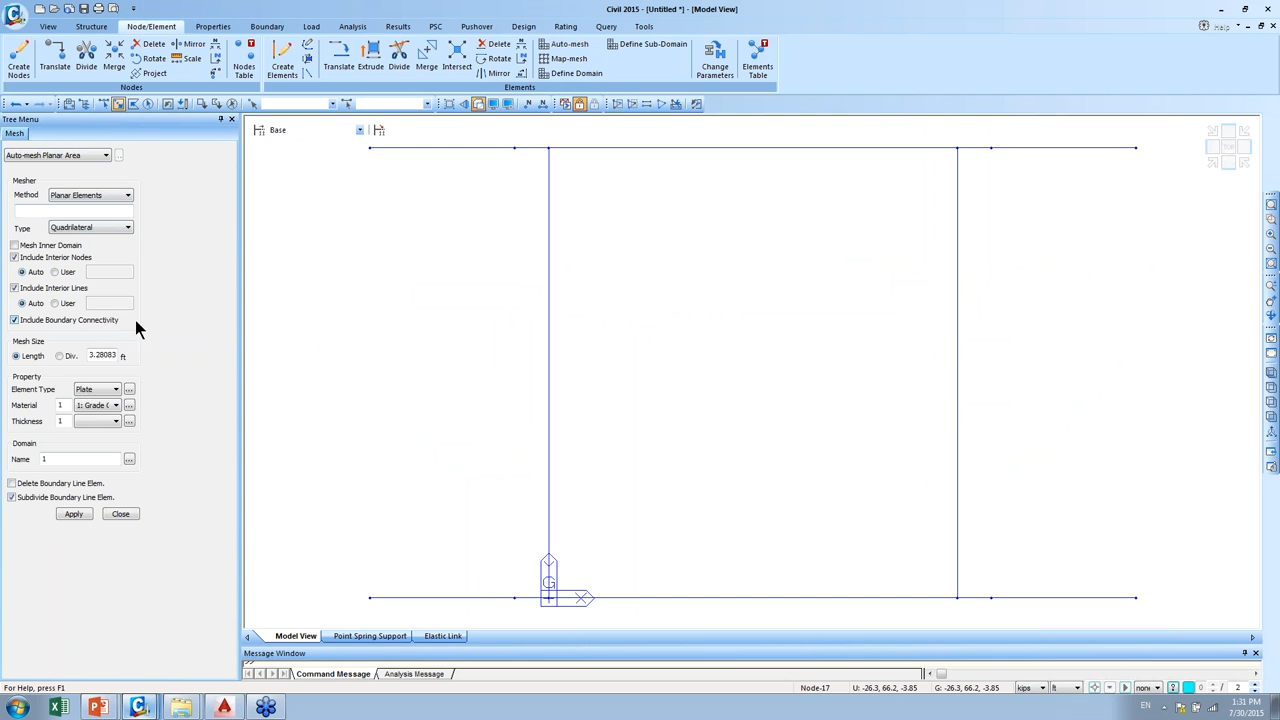 Civil 2015 - [Untitled *] - [Model View]
View Structure Node/Element Properties Boundary Load Analysis Results PSC Pushover Design Rating Query Tools
Help
Create Nodes
Translate
Divide
Merge
Delete
Rotate
Project
Mirror
Scale
Nodes Table
Create Elements
Translate
Extrude
Divide
Merge
Intersect
Delete
Rotate
Mirror
Auto-mesh
Map-mesh
Define Domain
Define Sub-Domain
Change Parameters
Elements Table
Nodes
Elements
Tree Menu
Mesh
Base
TOP
Auto-mesh Planar Area
Mesher
Method Planar Elements
Type Quadrilateral
Mesh Inner Domain
Include Interior Nodes
Auto User
Include Interior Lines
Auto User
Include Boundary Connectivity
Mesh Size
Length Div. 3.28083 ft
Property
Element Type Plate
Material 1 1: Grade C
Thickness 1
Domain
Name 1
Delete Boundary Line Elem.
Subdivide Boundary Line Elem.
Apply Close
G
X
Model View Point Spring Support Elastic Link
Message Window
>>
Command Message Analysis Message
For Help, press F1
Node-17 U: -26.3, 66.2, -3.85 G: -26.3, 66.2, -3.85 kips ft none 0 / 2
EN
1:31 PM
7/30/2015